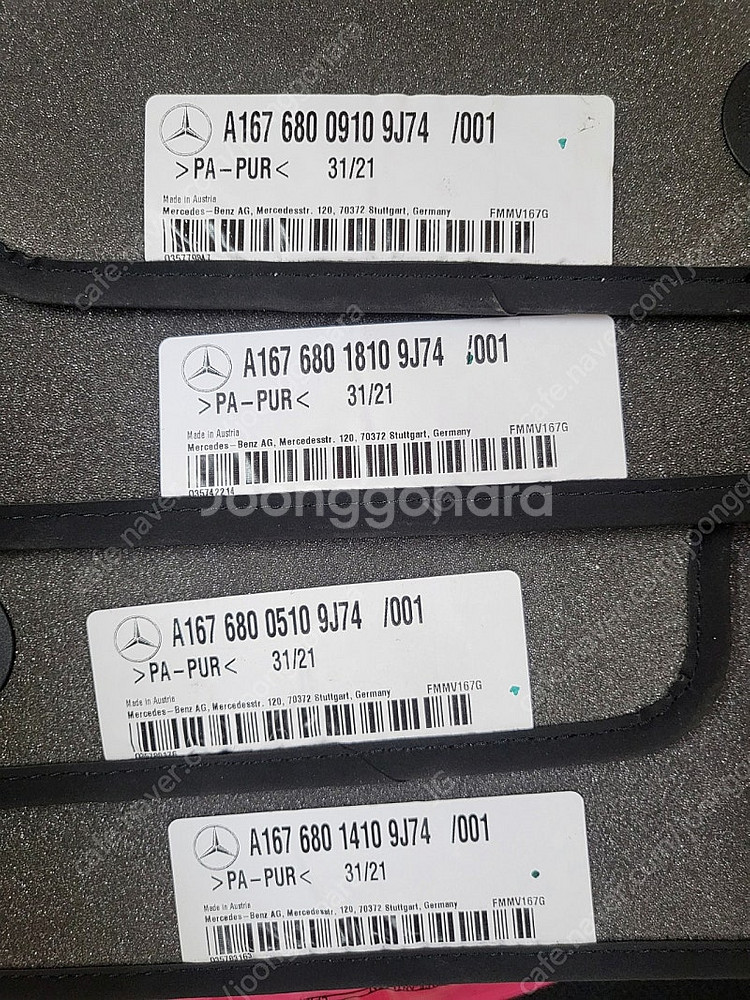 A167 680 0910 9J74 /001
>PA-PUR< 31/21
Made in Austria
Mercedes-Benz AG, Mercedesstr. 120, 70372 Stuttgart, Germany FMMV167G
A167 680 1810 9J74 /001
>PA-PUR< 31/21
Made in Austria
Mercedes-Benz AG, Mercedesstr. 120, 70372 Stuttgart, Germany FMMV167G
035742214
joonggonara
A167 680 0510 9J74 /001
>PA-PUR< 31/21
Made in Austria
Mercedes-Benz AG, Mercedesstr. 120, 70372 Stuttgart, Germany FMMV167G
A167 680 1410 9J74 /001
>PA-PUR< 31/21
Made in Austria
Mercedes-Benz AG, Mercedesstr. 120, 70372 Stuttgart, Germany FMMV167G